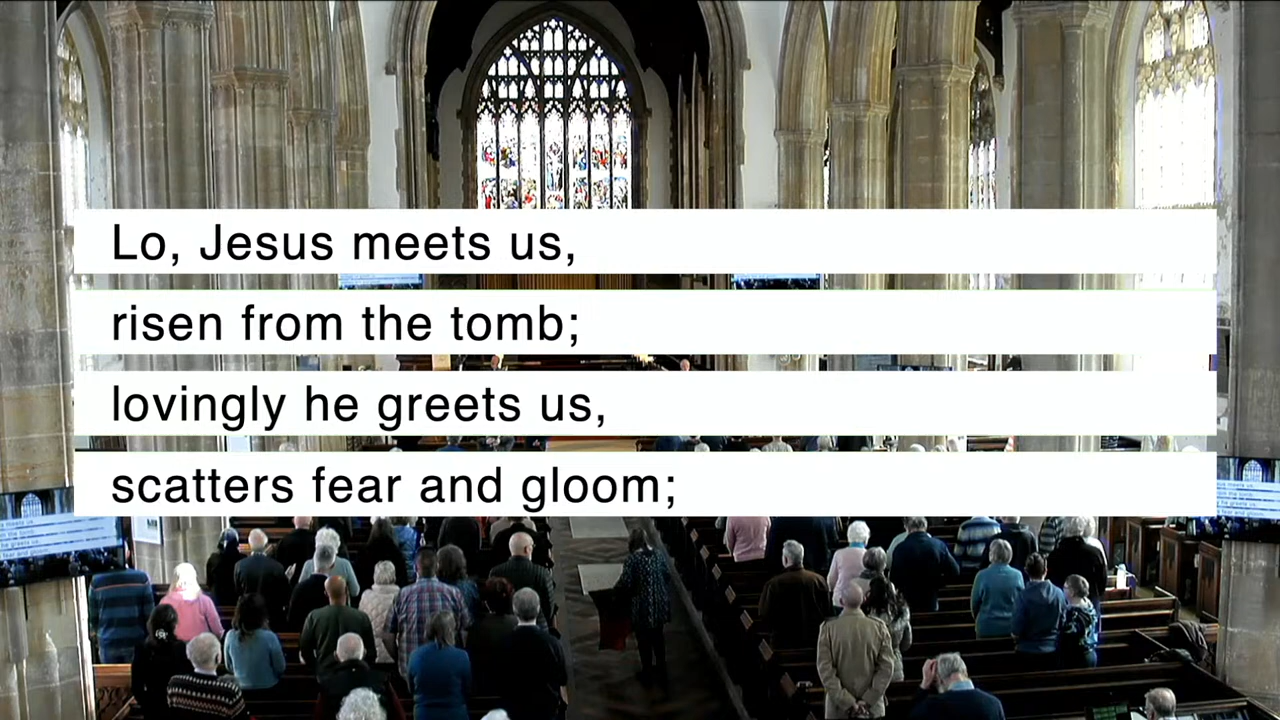 Lo, Jesus meets us,
risen from the tomb;
lovingly he greets us,
scatters fear and gloom;